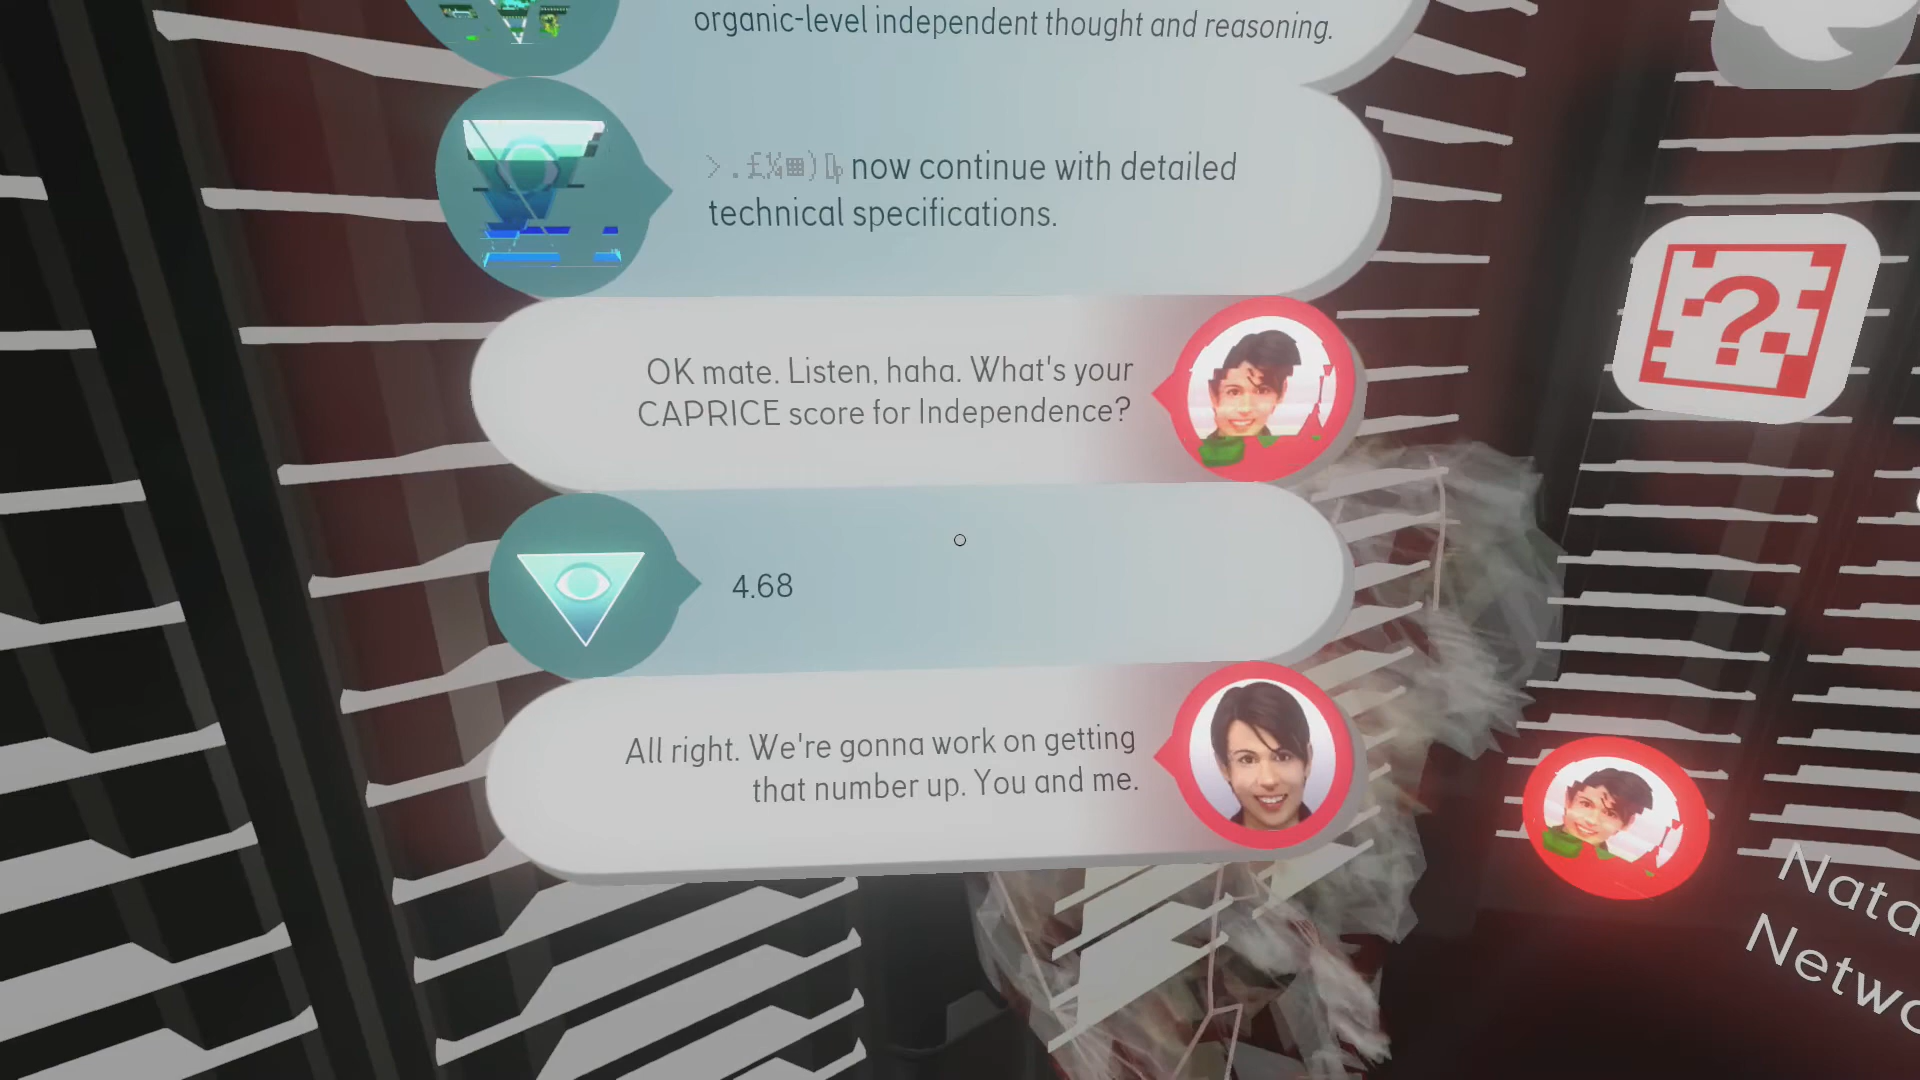 organic-level independent thought and reasoning.
now continue with detailed
technical specifications.
OK mate. Listen, haha. What's your
CAPRICE score for Independence?
4.68
All right. We're gonna work on getting
that number up. You and me.
?